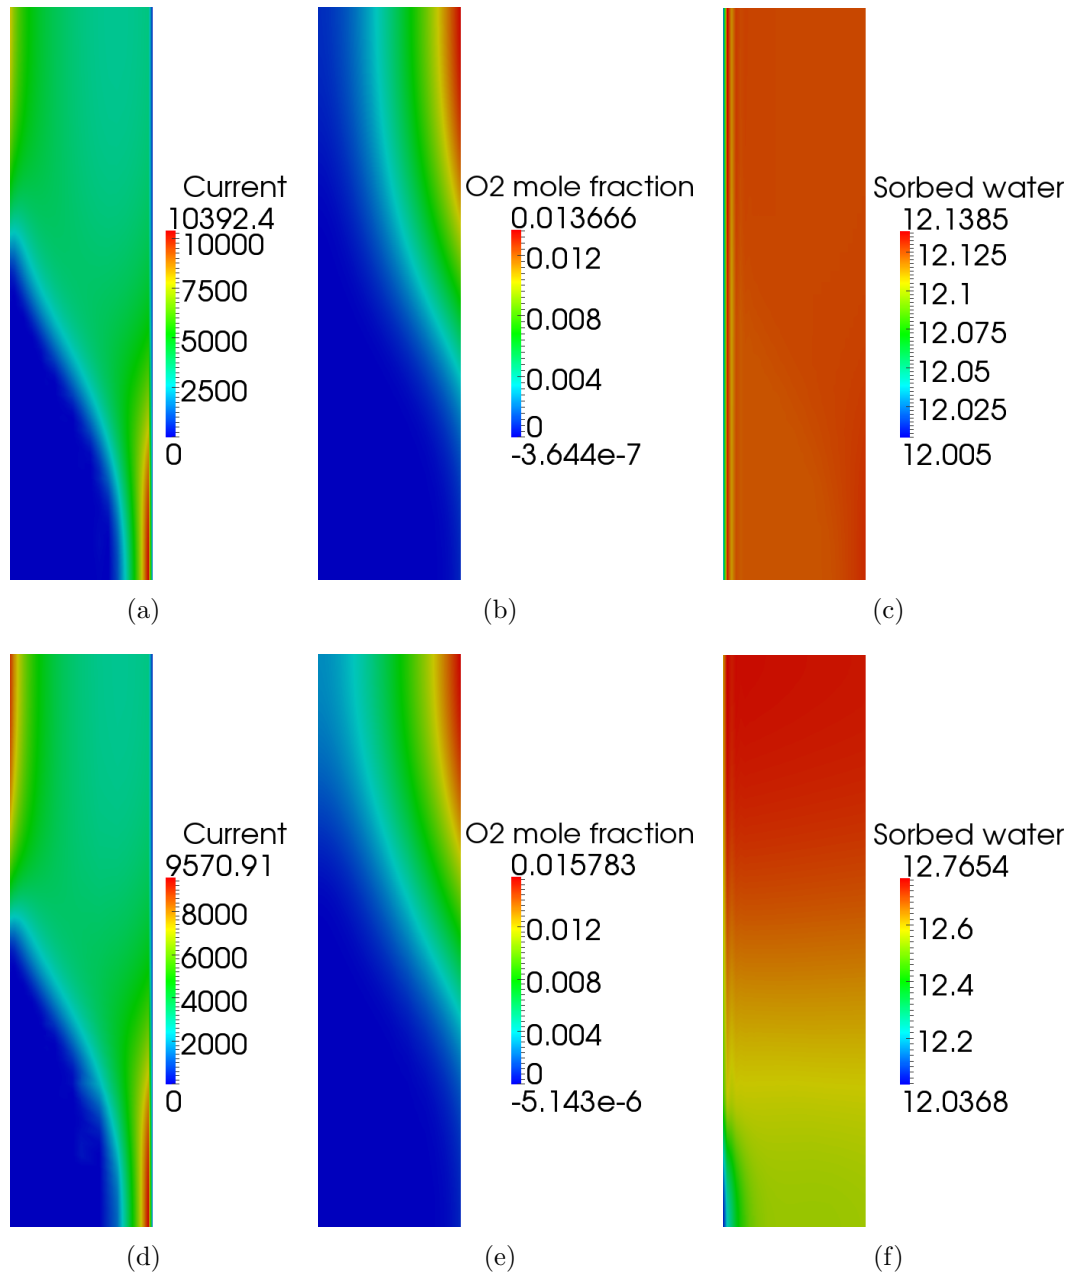 Current
10392.4
10000
7500
5000
2500
0
(a)
O2 mole fraction
0.013666
0.012
0.008
0.004
0
-3.644e-7
(b)
Sorbed water
12.1385
12.125
12.1
12.075
12.05
12.025
12.005
(c)
Current
9570.91
8000
6000
4000
2000
0
(d)
O2 mole fraction
0.015783
0.012
0.008
0.004
0
-5.143e-6
(e)
Sorbed water
12.7654
12.6
12.4
12.2
12.0368
(f)